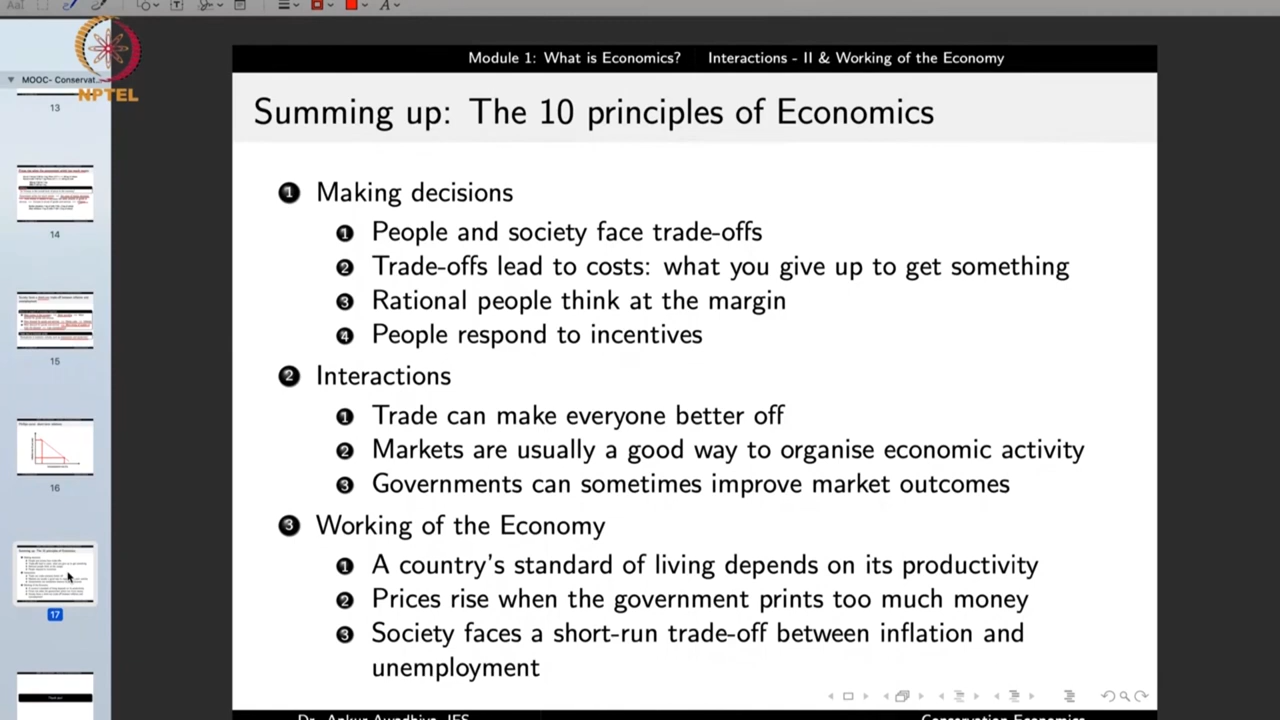 MOOC- Conservat...
NPTEL
13
14
15
16
17
Module 1: What is Economics? Interactions - II & Working of the Economy
Summing up: The 10 principles of Economics
1 Making decisions
1 People and society face trade-offs
2 Trade-offs lead to costs: what you give up to get something
3 Rational people think at the margin
4 People respond to incentives
2 Interactions
1 Trade can make everyone better off
2 Markets are usually a good way to organise economic activity
3 Governments can sometimes improve market outcomes
3 Working of the Economy
1 A country's standard of living depends on its productivity
2 Prices rise when the government prints too much money
3 Society faces a short-run trade-off between inflation and
unemployment
Dr. Ankur Awadhiya, IFS Conservation Economics